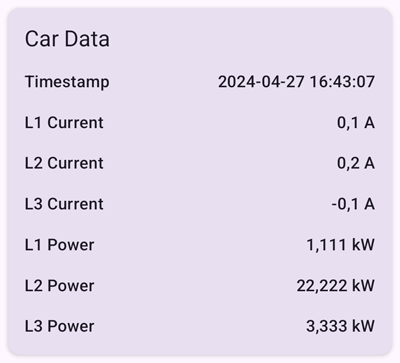 Car Data
Timestamp 2024-04-27 16:43:07
L1 Current 0,1 A
L2 Current 0,2 A
L3 Current -0,1 A
L1 Power 1,111 kW
L2 Power 22,222 kW
L3 Power 3,333 kW